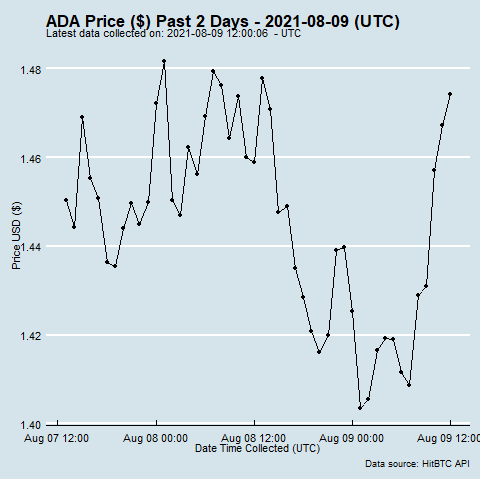 ADA Price ($) Past 2 Days - 2021-08-09 (UTC)
Latest data collected on: 2021-08-09 12:00:06 - UTC
1.48
1.46
1.44
1.42
1.40
Price USD ($)
Aug 07 12:00 Aug 08 00:00 Aug 08 12:00 Aug 09 00:00 Aug 09 12:00
Date Time Collected (UTC)
Data source: HitBTC API